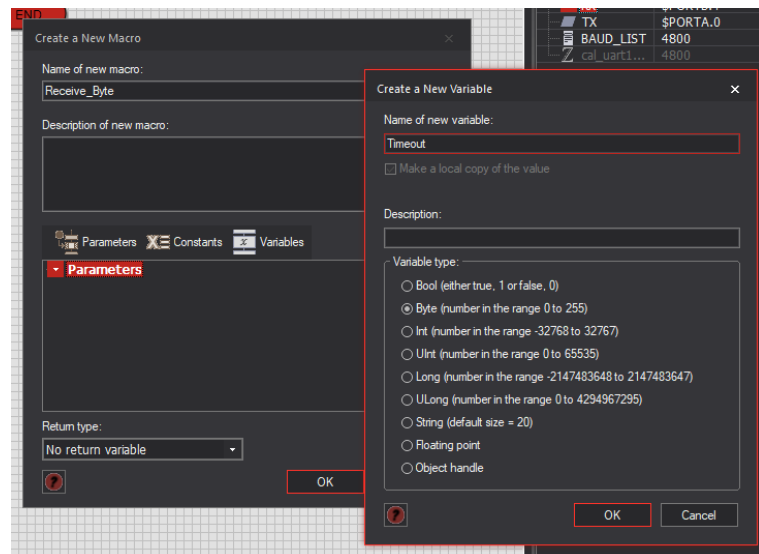 END
TX $PORTA.0
BAUD_LIST 4800
cal_uart1... 4800
Create a New Macro
Name of new macro:
Receive_Byte
Description of new macro:
Parameters Constants Variables
Parameters
Return type:
No return variable
OK
Create a New Variable
Name of new variable:
Timeout
Make a local copy of the value
Description:
Variable type:
Bool (either true, 1 or false, 0)
Byte (number in the range 0 to 255)
Int (number in the range -32768 to 32767)
UInt (number in the range 0 to 65535)
Long (number in the range -2147483648 to 2147483647)
ULong (number in the range 0 to 4294967295)
String (default size = 20)
Floating point
Object handle
OK Cancel